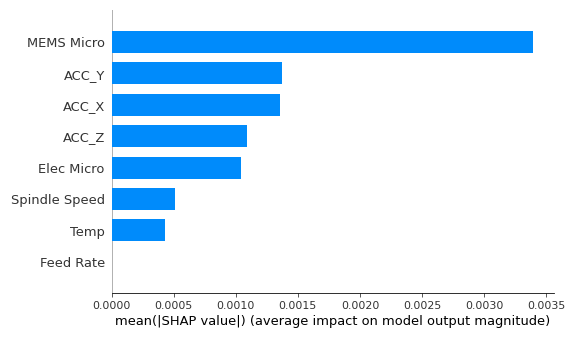 MEMS Micro
ACC_Y
ACC_X
ACC_Z
Elec Micro
Spindle Speed
Temp
Feed Rate
0.0000 0.0005 0.0010 0.0015 0.0020 0.0025 0.0030 0.0035
mean(|SHAP value|) (average impact on model output magnitude)